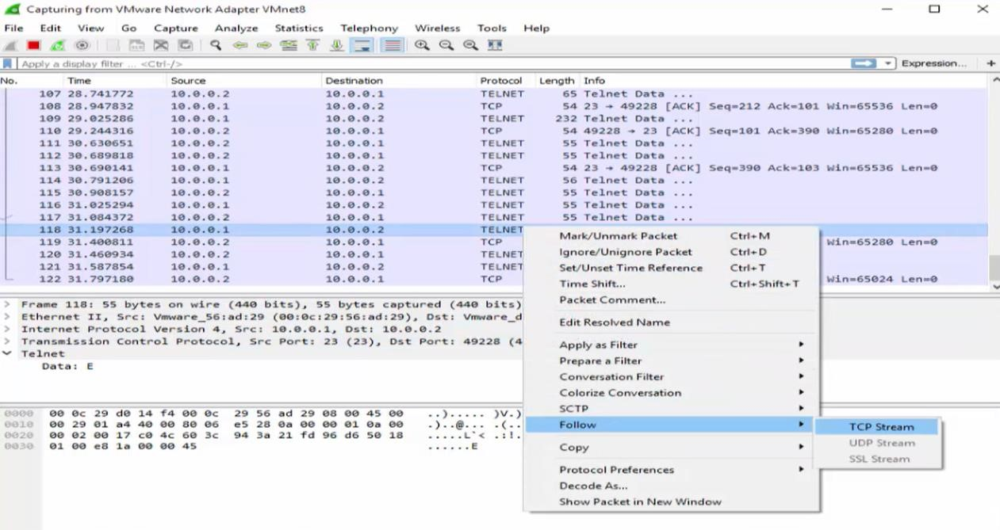 Capturing from VMware Network Adapter VMnet8
File Edit View Go Capture Analyze Statistics Telephony Wireless Tools Help
Apply a display filter ... <Ctrl-/> Expression... +
No. Time Source Destination Protocol Length Info
107 28.741772 10.0.0.2 10.0.0.1 TELNET 65 Telnet Data ...
108 28.947832 10.0.0.1 10.0.0.2 TCP 54 23 → 49228 [ACK] Seq=212 Ack=101 Win=65536 Len=0
109 29.025286 10.0.0.1 10.0.0.2 TELNET 232 Telnet Data ...
110 29.244316 10.0.0.2 10.0.0.1 TCP 54 49228 → 23 [ACK] Seq=101 Ack=390 Win=65280 Len=0
111 30.630651 10.0.0.2 10.0.0.1 TELNET 55 Telnet Data ...
112 30.689818 10.0.0.2 10.0.0.1 TELNET 55 Telnet Data ...
113 30.690141 10.0.0.1 10.0.0.2 TCP 54 23 → 49228 [ACK] Seq=390 Ack=103 Win=65536 Len=0
114 30.791206 10.0.0.1 10.0.0.2 TELNET 56 Telnet Data ...
115 30.908157 10.0.0.2 10.0.0.1 TELNET 55 Telnet Data ...
116 31.025294 10.0.0.1 10.0.0.2 TELNET 55 Telnet Data ...
117 31.084372 10.0.0.2 10.0.0.1 TELNET 55 Telnet Data ...
118 31.197268 10.0.0.1 10.0.0.2 TELNET
119 31.400811 10.0.0.2 10.0.0.1 TCP Win=65280 Len=0
120 31.460934 10.0.0.2 10.0.0.1 TELNET
121 31.587854 10.0.0.1 10.0.0.2 TELNET
122 31.797180 10.0.0.2 10.0.0.1 TCP Win=65024 Len=0
Mark/Unmark Packet Ctrl+M
Ignore/Unignore Packet Ctrl+D
Set/Unset Time Reference Ctrl+T
Time Shift... Ctrl+Shift+T
Packet Comment...
Edit Resolved Name
Apply as Filter
Prepare a Filter
Conversation Filter
Colorize Conversation
SCTP
Follow
Copy
Protocol Preferences
Decode As...
Show Packet in New Window
TCP Stream
UDP Stream
SSL Stream
Frame 118: 55 bytes on wire (440 bits), 55 bytes captured (440 bits)
Ethernet II, Src: Vmware_56:ad:29 (00:0c:29:56:ad:29), Dst: Vmware_d
Internet Protocol Version 4, Src: 10.0.0.1, Dst: 10.0.0.2
Transmission Control Protocol, Src Port: 23 (23), Dst Port: 49228 (4
Telnet
Data: E
0000 00 0c 29 d0 14 f4 00 0c 29 56 ad 29 08 00 45 00 ..)..... )V.)
0010 00 29 01 a4 40 00 80 06 e5 28 0a 00 00 01 0a 00 .)..@... .(..
0020 00 02 00 17 c0 4c 60 3c 94 3a 21 fd 96 d6 50 18 .....L`< .:!.
0030 01 00 e8 1a 00 00 45 ......E